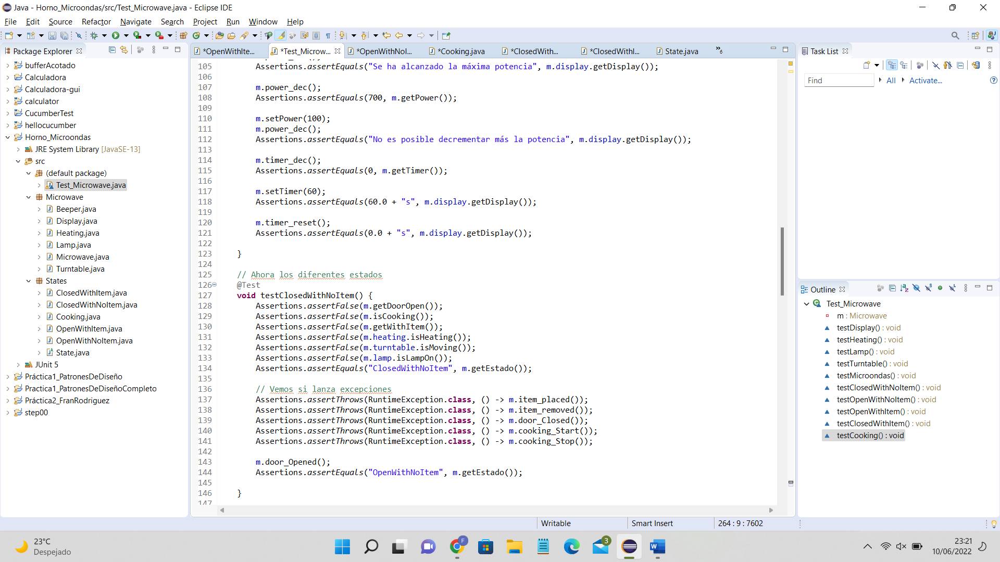 Java - Horno_Microondas/src/Test_Microwave.java - Eclipse IDE
File Edit Source Refactor Navigate Search Project Run Window Help
Package Explorer
bufferAcotado
Calculadora
Calculadora-gui
calculator
CucumberTest
hellocucumber
Horno_Microondas
JRE System Library [JavaSE-13]
src
(default package)
Test_Microwave.java
Microwave
Beeper.java
Display.java
Heating.java
Lamp.java
Microwave.java
Turntable.java
States
ClosedWithItem.java
ClosedWithNoItem.java
Cooking.java
OpenWithItem.java
OpenWithNoItem.java
State.java
JUnit 5
Práctica1_PatronesDeDiseño
Practica1_PatronesDeDiseñoCompleto
Práctica2_FranRodriguez
step00
*OpenWithIte... *Test_Microw... *OpenWithNoI... *Cooking.java *ClosedWith... *ClosedWithI... State.java »6
105 Assertions.assertEquals("Se ha alcanzado la máxima potencia", m.display.getDisplay());
106
107 m.power_dec();
108 Assertions.assertEquals(700, m.getPower());
109
110 m.setPower(100);
111 m.power_dec();
112 Assertions.assertEquals("No es posible decrementar más la potencia", m.display.getDisplay());
113
114 m.timer_dec();
115 Assertions.assertEquals(0, m.getTimer());
116
117 m.setTimer(60);
118 Assertions.assertEquals(60.0 + "s", m.display.getDisplay());
119
120 m.timer_reset();
121 Assertions.assertEquals(0.0 + "s", m.display.getDisplay());
122
123 }
124
125 // Ahora los diferentes estados
126 @Test
127 void testClosedWithNoItem() {
128 Assertions.assertFalse(m.getDoorOpen());
129 Assertions.assertFalse(m.isCooking());
130 Assertions.assertFalse(m.getWithItem());
131 Assertions.assertFalse(m.heating.isHeating());
132 Assertions.assertFalse(m.turntable.isMoving());
133 Assertions.assertFalse(m.lamp.isLampOn());
134 Assertions.assertEquals("ClosedWithNoItem", m.getEstado());
135
136 // Vemos si lanza excepciones
137 Assertions.assertThrows(RuntimeException.class, () -> m.item_placed());
138 Assertions.assertThrows(RuntimeException.class, () -> m.item_removed());
139 Assertions.assertThrows(RuntimeException.class, () -> m.door_Closed());
140 Assertions.assertThrows(RuntimeException.class, () -> m.cooking_Start());
141 Assertions.assertThrows(RuntimeException.class, () -> m.cooking_Stop());
142
143 m.door_Opened();
144 Assertions.assertEquals("OpenWithNoItem", m.getEstado());
145
146 }
147
Task List
Find All Activate...
Outline
Test_Microwave
m : Microwave
testDisplay() : void
testHeating() : void
testLamp() : void
testTurntable() : void
testMicroondas() : void
testClosedWithNoItem() : void
testOpenWithNoItem() : void
testOpenWithItem() : void
testClosedWithItem() : void
testCooking() : void
Writable Smart Insert 264 : 9 : 7602
23°C
Despejado
F
3
23:21
10/06/2022